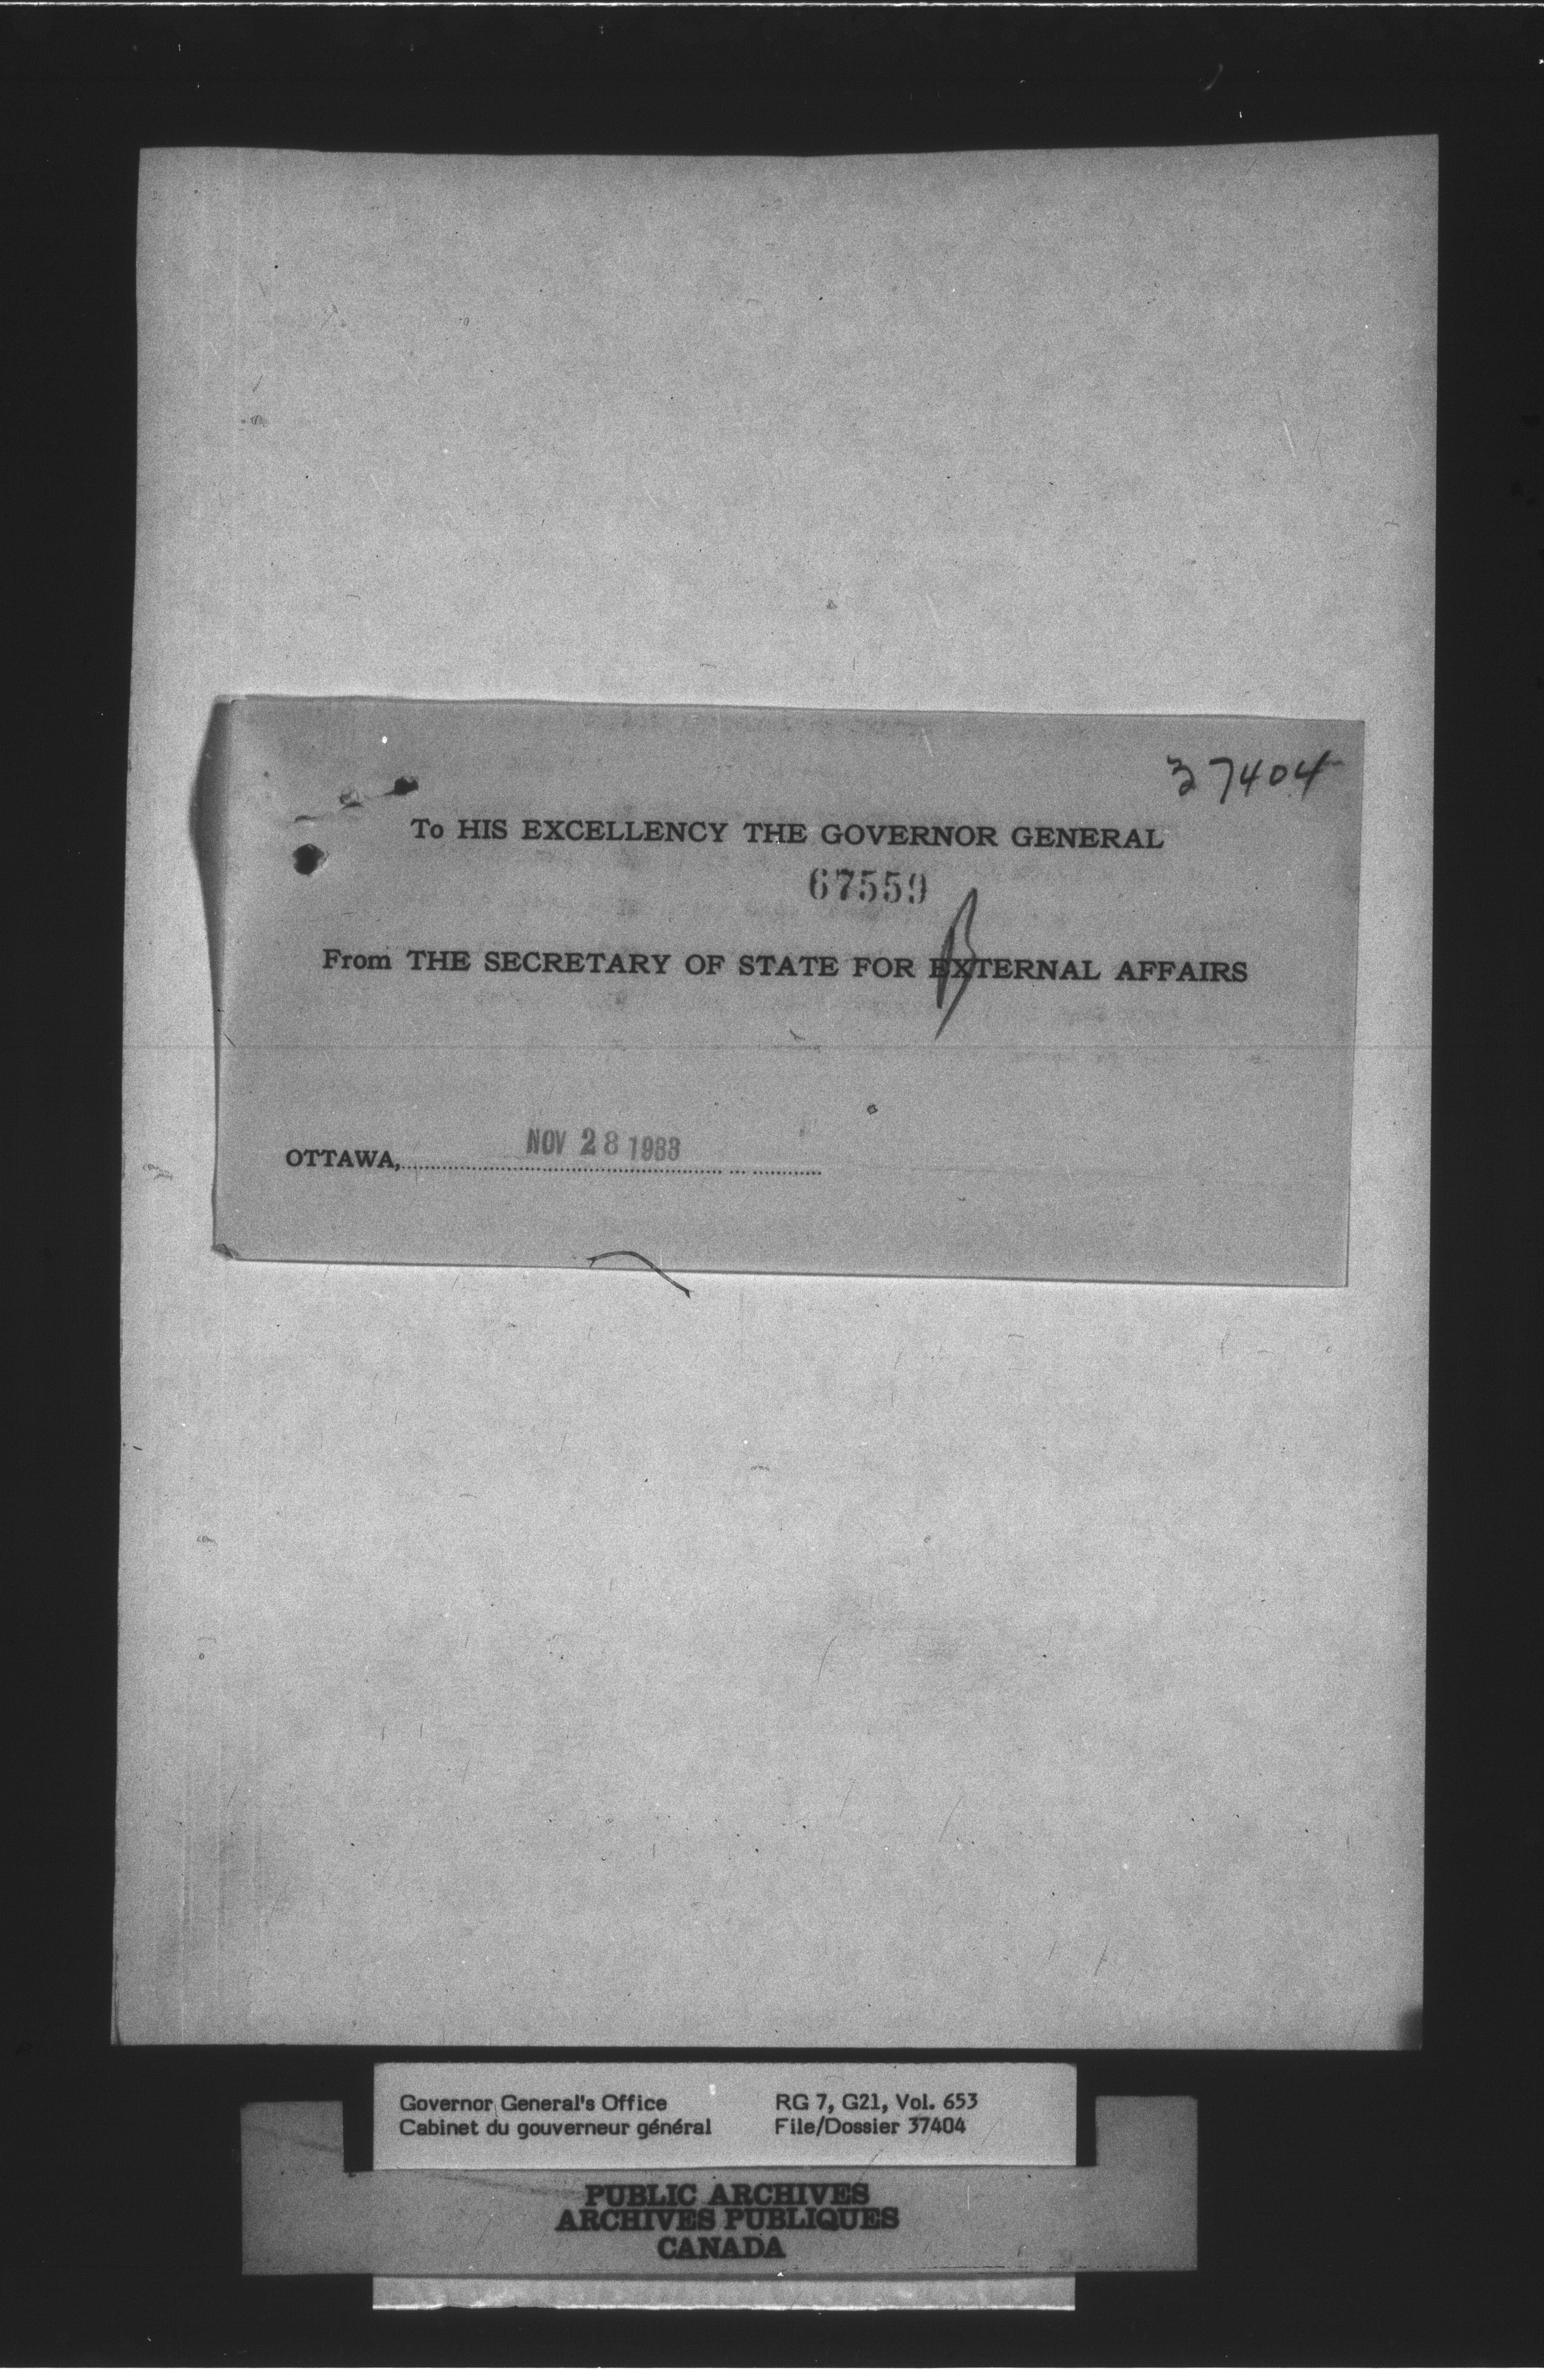 37404
To HIS EXCELLENCY THE GOVERNOR GENERAL
67559
From THE SECRETARY OF STATE FOR EXTERNAL AFFAIRS
OTTAWA, NOV 28 1933
Governor General's Office
Cabinet du gouverneur général
RG 7, G21, Vol. 653
File/Dossier 37404
PUBLIC ARCHIVES
ARCHIVES PUBLIQUES
CANADA